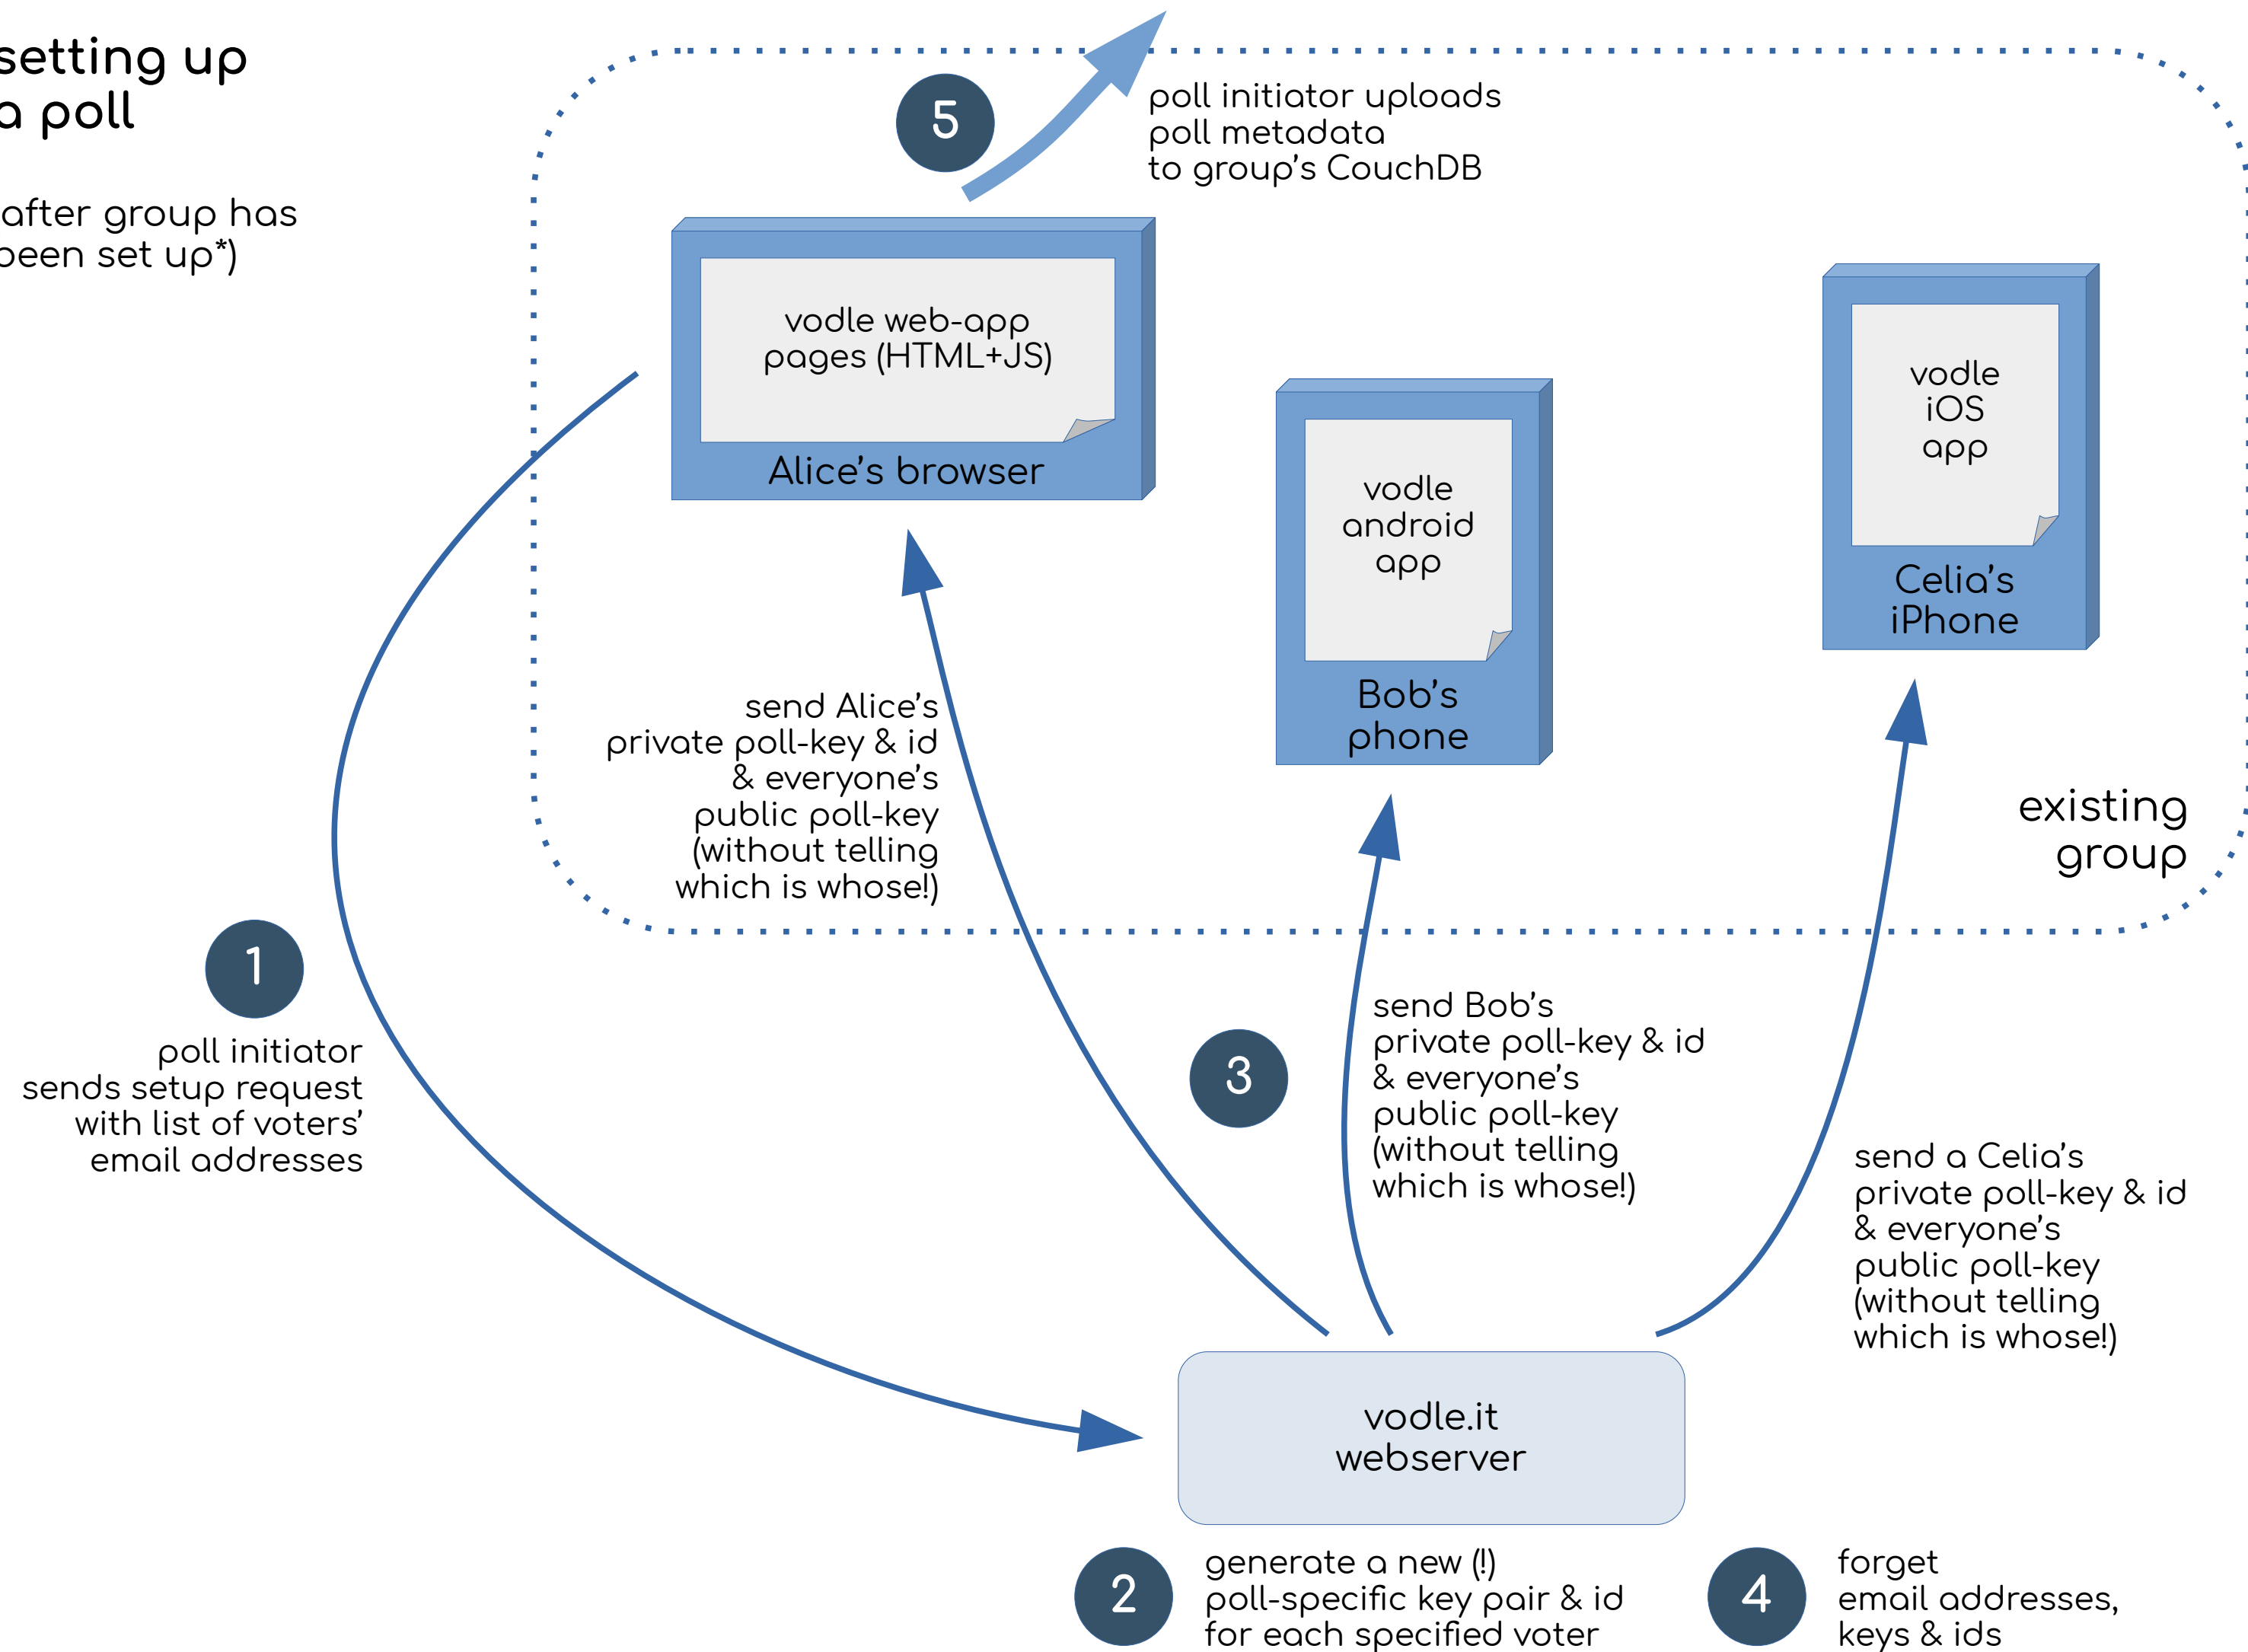 setting up
a poll
after group has
been set up*)
5
poll initiator uploads
poll metadata
to group's CouchDB
vodle web-app
pages (HTML+JS)
Alice's browser
vodle
android
app
Bob's
phone
vodle
iOS
app
Celia's
iPhone
existing
group
send Alice's
private poll-key & id
& everyone's
public poll-key
(without telling
which is whose!)
1
poll initiator
sends setup request
with list of voters'
email addresses
3
send Bob's
private poll-key & id
& everyone's
public poll-key
(without telling
which is whose!)
send a Celia's
private poll-key & id
& everyone's
public poll-key
(without telling
which is whose!)
vodle.it
webserver
2
generate a new (!)
poll-specific key pair & id
for each specified voter
4
forget
email addresses,
keys & ids